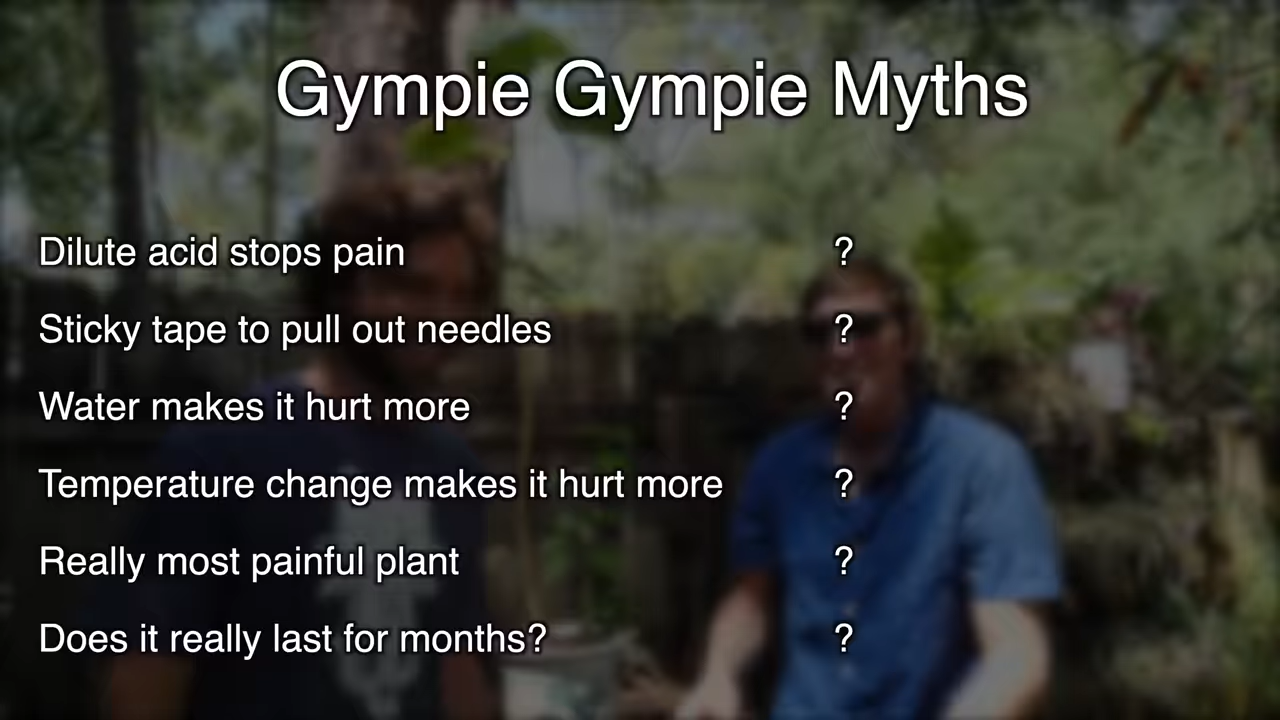 Gympie Gympie Myths
Dilute acid stops pain ?
Sticky tape to pull out needles ?
Water makes it hurt more ?
Temperature change makes it hurt more ?
Really most painful plant ?
Does it really last for months? ?